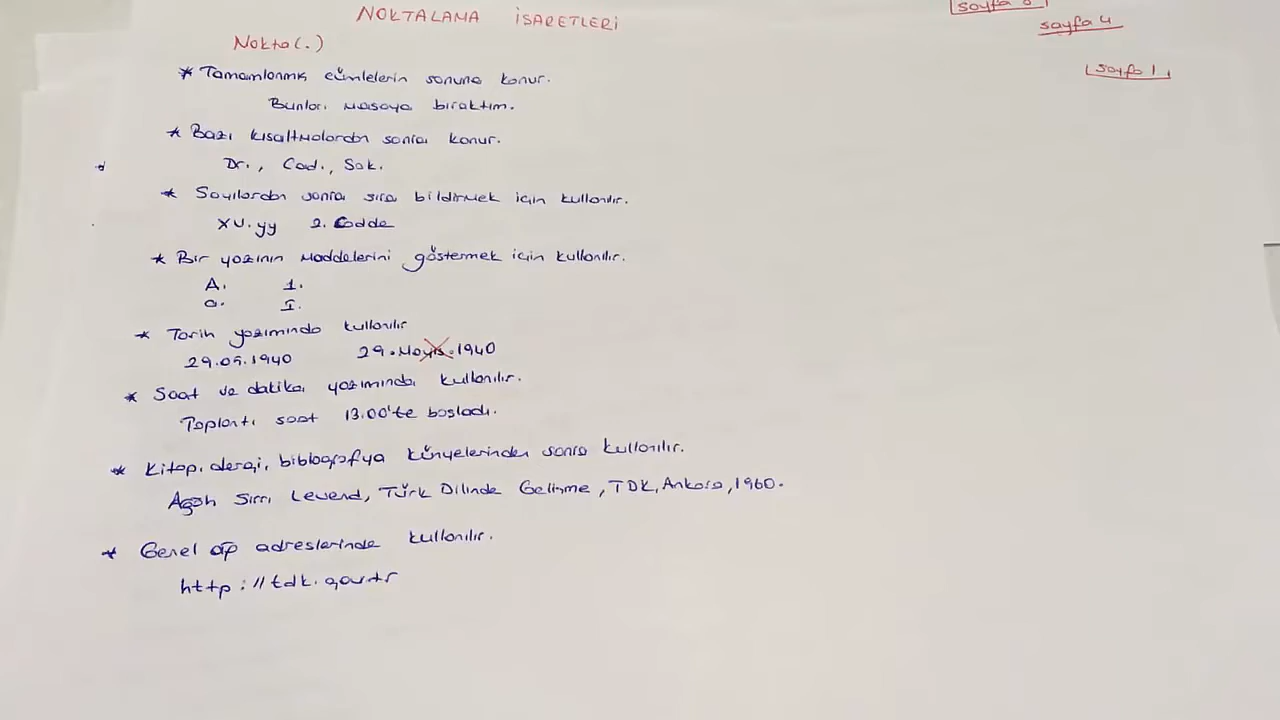 NOKTALAMA İŞARETLERİ
sayfa 4
sayfa 1
Nokta (.)
* Tamamlanmış cümlelerin sonuna konur.
Bunları masaya bıraktım.
* Bazı kısaltmalardan sonra konur.
Dr., Cad., Sok.
* Sayılardan sonra sıra bildirmek için kullanılır.
XV. yy 2. Cadde
* Bir yazının maddelerini göstermek için kullanılır.
A. 1.
a. I.
* Tarih yazımında kullanılır
29.05.1940 29.Mayıs.1940
* Saat ve dakika yazımında kullanılır.
Toplantı saat 13.00'te başladı.
* Kitap, dergi, bibliografya künyelerinden sonra kullanılır.
Agah Sırrı Levend, Türk Dilinde Gelişme, TDK, Ankara, 1960.
* Genel ağ adreslerinde kullanılır.
http://tdk.gov.tr